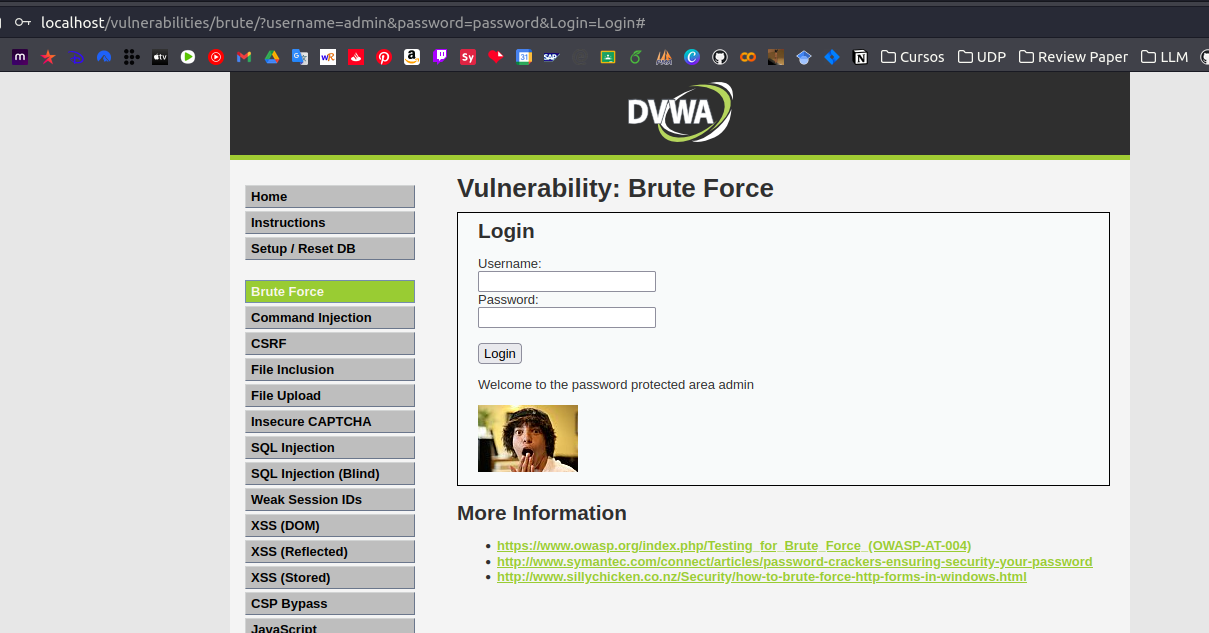 localhost/vulnerabilities/brute/?username=admin&password=password&Login=Login#
m tv G wR a Sy 31 SAP C N Cursos UDP Review Paper LLM
DVWA
Vulnerability: Brute Force
Home
Instructions
Setup / Reset DB
Brute Force
Command Injection
CSRF
File Inclusion
File Upload
Insecure CAPTCHA
SQL Injection
SQL Injection (Blind)
Weak Session IDs
XSS (DOM)
XSS (Reflected)
XSS (Stored)
CSP Bypass
JavaScript
Login
Username:
Password:
Login
Welcome to the password protected area admin
More Information
https://www.owasp.org/index.php/Testing_for_Brute_Force_(OWASP-AT-004)
http://www.symantec.com/connect/articles/password-crackers-ensuring-security-your-password
http://www.sillychicken.co.nz/Security/how-to-brute-force-http-forms-in-windows.html